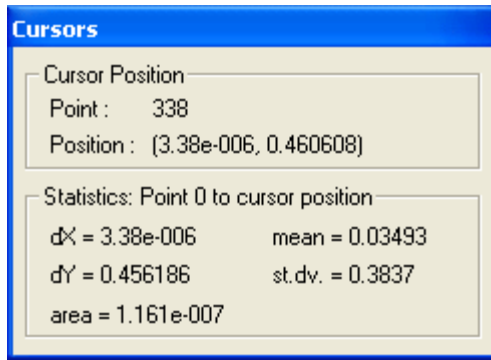 Cursors
Cursor Position
Point : 338
Position : (3.38e-006, 0.460608)
Statistics: Point 0 to cursor position
dX = 3.38e-006 mean = 0.03493
dY = 0.456186 st.dv. = 0.3837
area = 1.161e-007